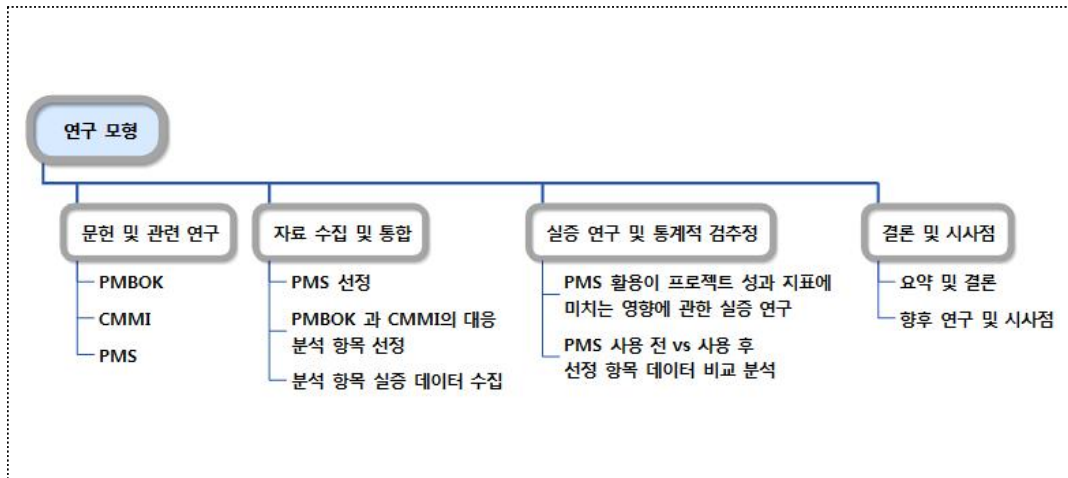 연구 모형
문헌 및 관련 연구
PMBOK
CMMI
PMS
자료 수집 및 통합
PMS 선정
PMBOK 과 CMMI의 대응
분석 항목 선정
분석 항목 실증 데이터 수집
실증 연구 및 통계적 검추정
PMS 활용이 프로젝트 성과 지표에
미치는 영향에 관한 실증 연구
PMS 사용 전 vs 사용 후
선정 항목 데이터 비교 분석
결론 및 시사점
요약 및 결론
향후 연구 및 시사점